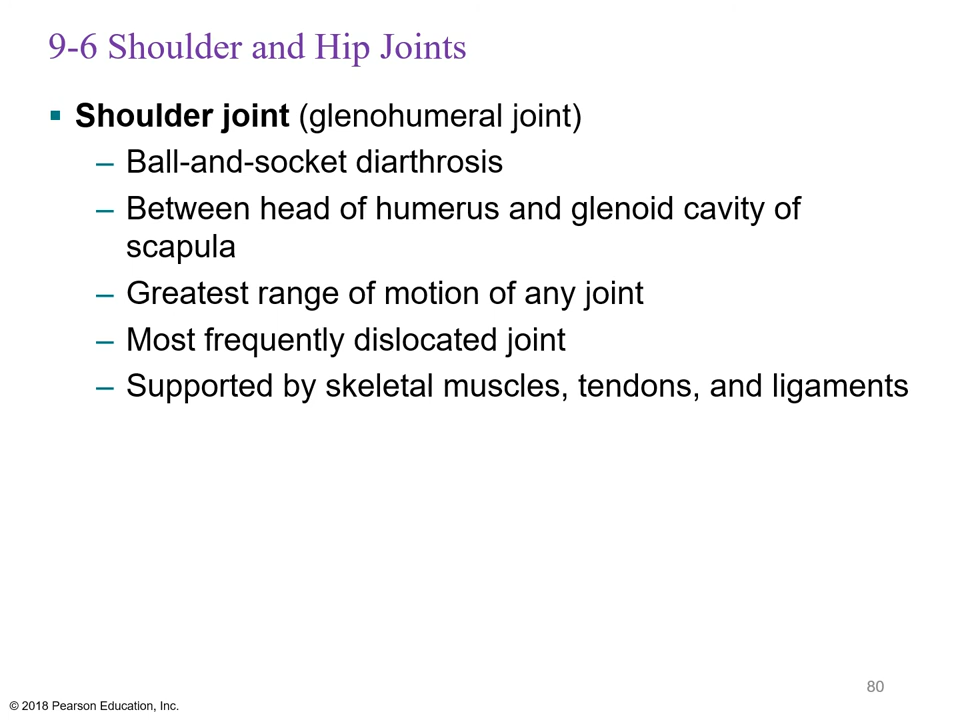 9-6 Shoulder and Hip Joints
▪ Shoulder joint (glenohumeral joint)
– Ball-and-socket diarthrosis
– Between head of humerus and glenoid cavity of
scapula
– Greatest range of motion of any joint
– Most frequently dislocated joint
– Supported by skeletal muscles, tendons, and ligaments
80
© 2018 Pearson Education, Inc.